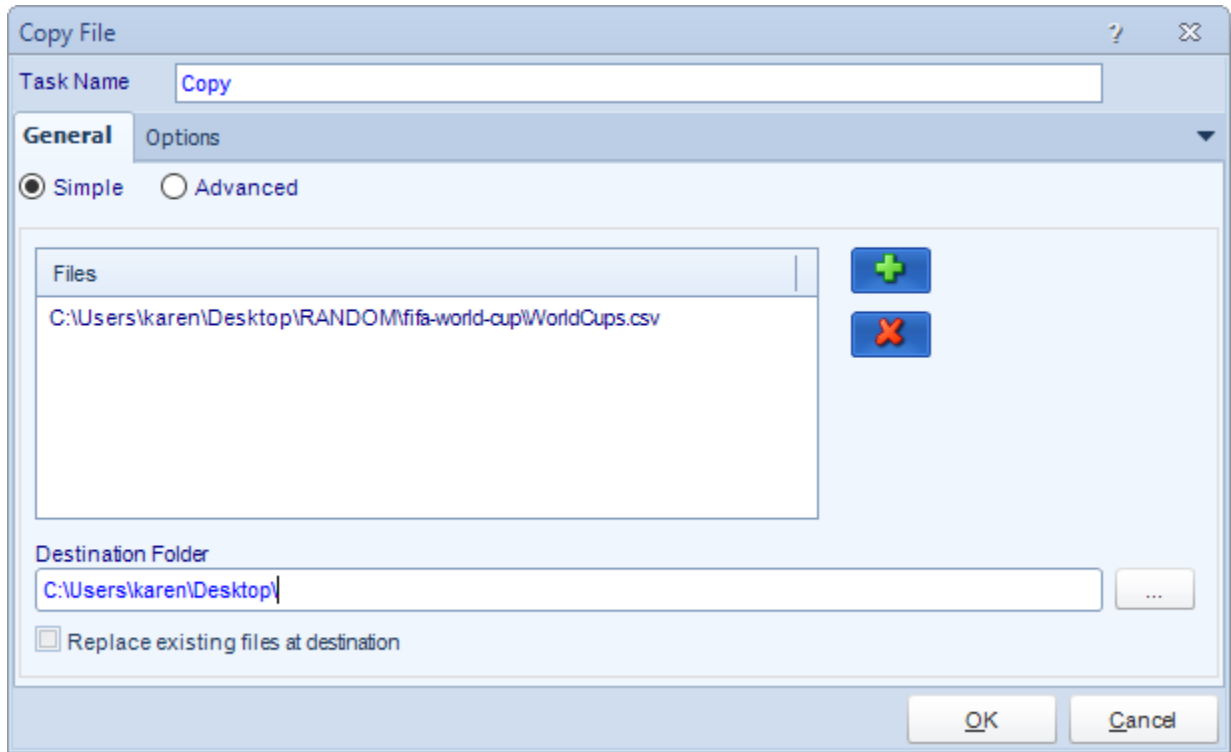 Copy File
Task Name Copy
General Options
Simple Advanced
Files
C:\Users\karen\Desktop\RANDOM\fifa-world-cup\WorldCups.csv
Destination Folder
C:\Users\karen\Desktop\
...
Replace existing files at destination
OK Cancel